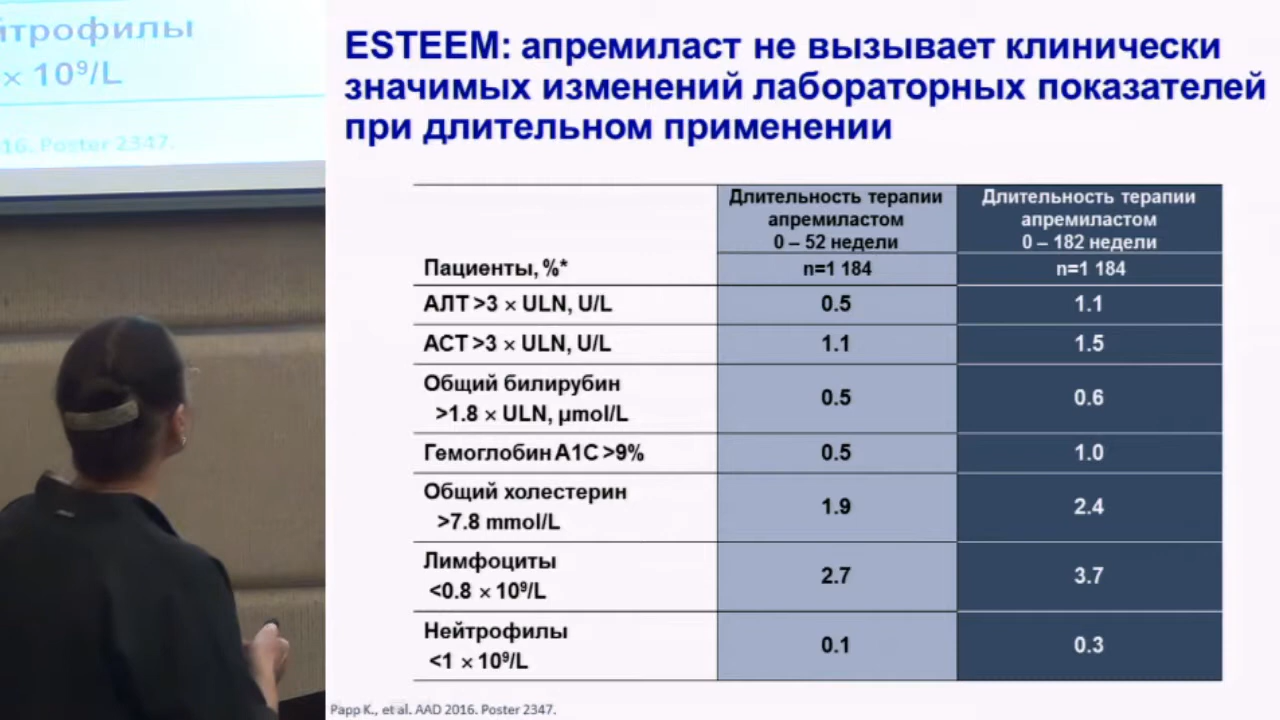 йтрофилы
× 10⁹/L
16. Poster 2347.
ESTEEM: апремиласт не вызывает клинически
значимых изменений лабораторных показателей
при длительном применении
Длительность терапии
апремиластом
0 – 52 недели
Длительность терапии
апремиластом
0 – 182 недели
Пациенты, %* n=1 184 n=1 184
АЛТ >3 × ULN, U/L 0.5 1.1
АСТ >3 × ULN, U/L 1.1 1.5
Общий билирубин
>1.8 × ULN, µmol/L 0.5 0.6
Гемоглобин A1C >9% 0.5 1.0
Общий холестерин
>7.8 mmol/L 1.9 2.4
Лимфоциты
<0.8 × 10⁹/L 2.7 3.7
Нейтрофилы
<1 × 10⁹/L 0.1 0.3
Papp K., et al. AAD 2016. Poster 2347.